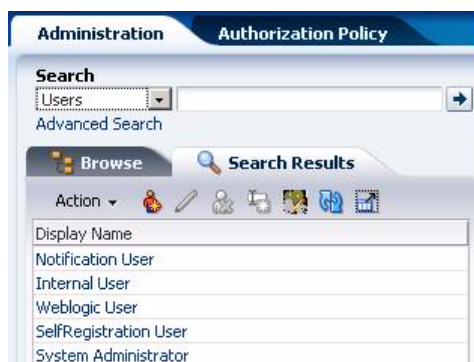 Administration Authorization Policy
Search
Users
Advanced Search
Browse Search Results
Action
Display Name
Notification User
Internal User
Weblogic User
SelfRegistration User
System Administrator